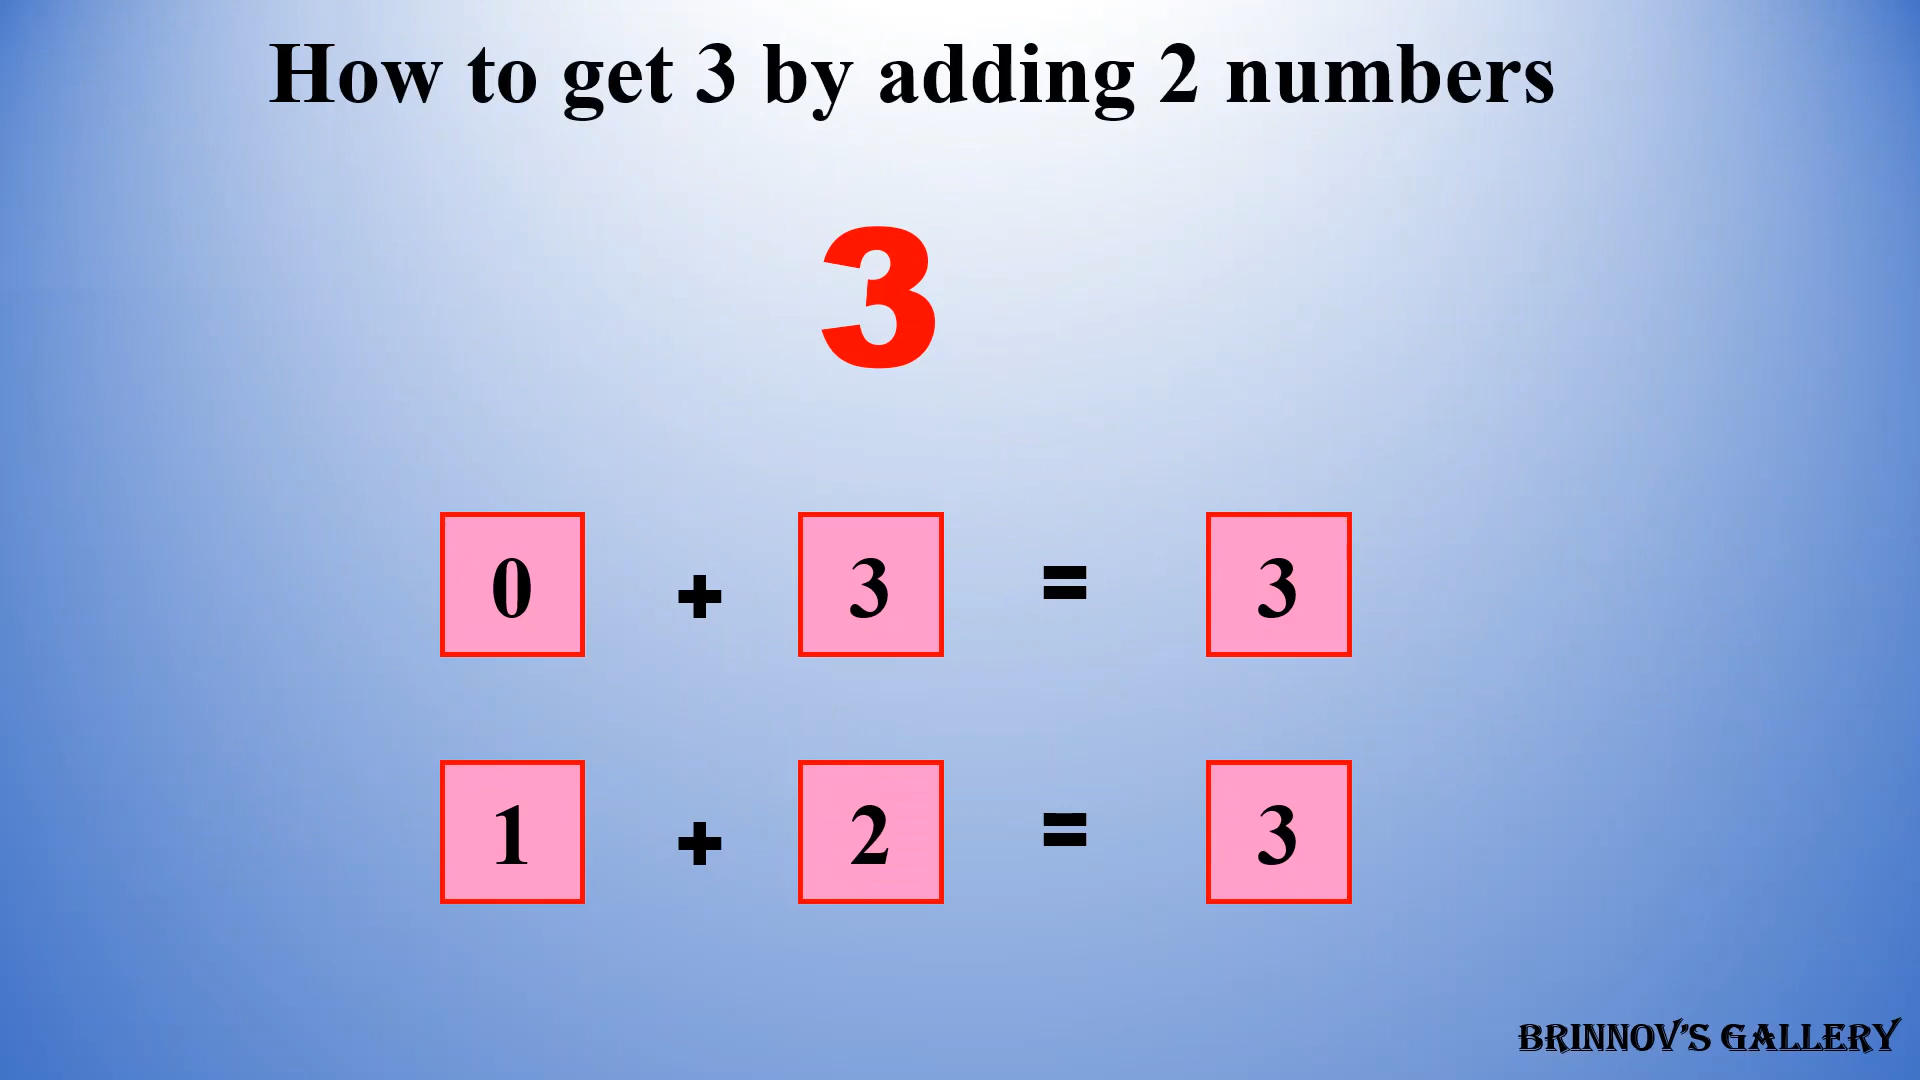 How to get 3 by adding 2 numbers
3
0 + 3 = 3
1 + 2 = 3
BRINNOV'S GALLERY